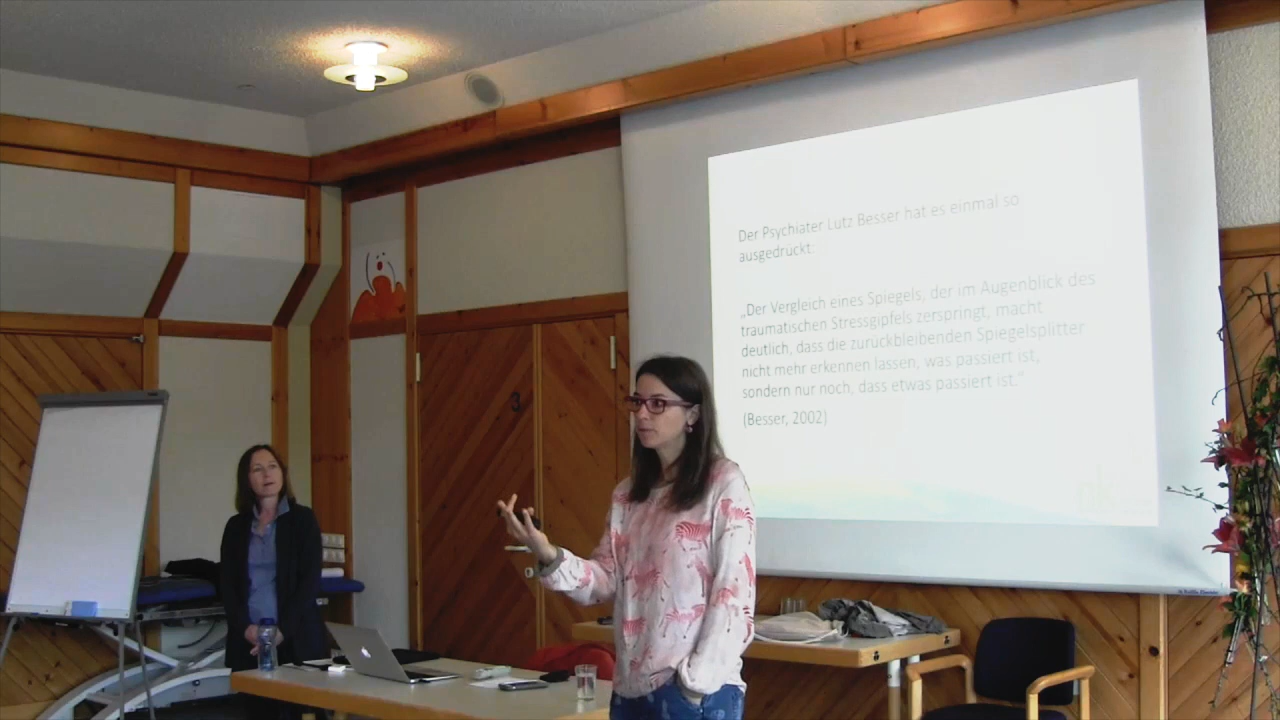 Der Psychiater Lutz Besser hat es einmal so
ausgedrückt:
„Der Vergleich eines Spiegels, der im Augenblick des
traumatischen Stressgipfels zerspringt, macht
deutlich, dass die zurückbleibenden Spiegelsplitter
nicht mehr erkennen lassen, was passiert ist,
sondern nur noch, dass etwas passiert ist."
(Besser, 2002)
3